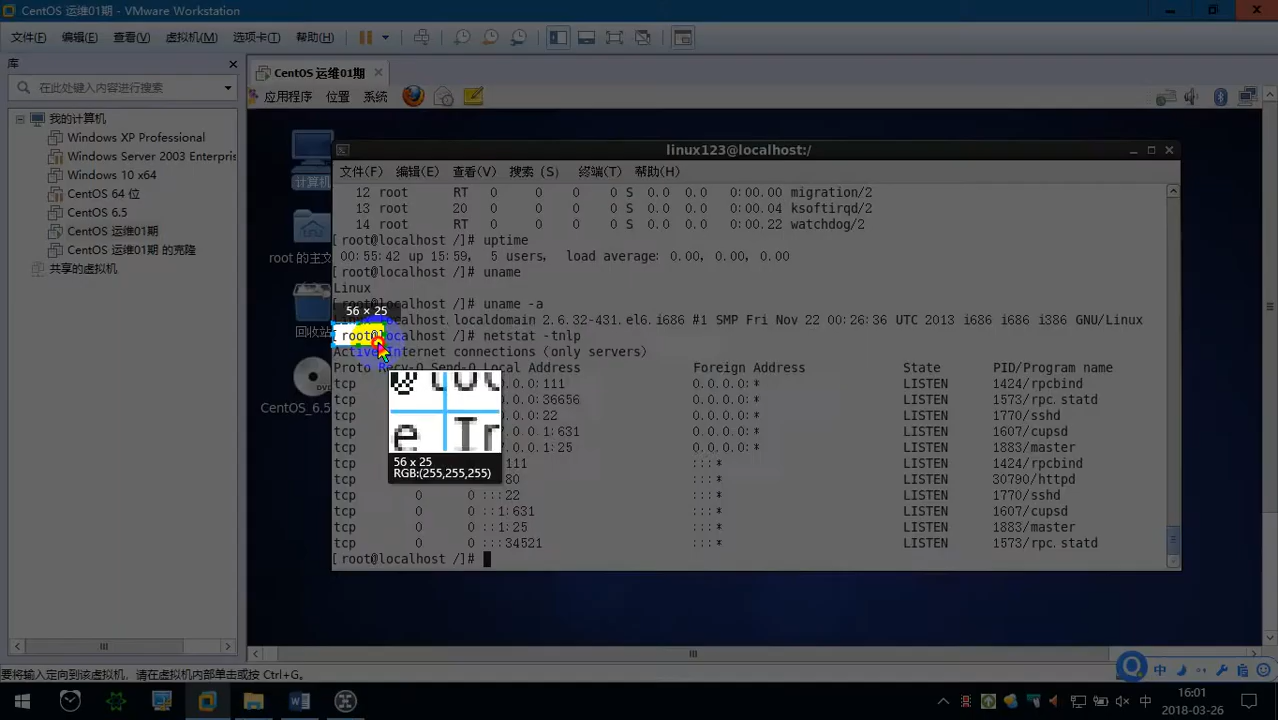 CentOS 运维01期 - VMware Workstation
文件(F) 编辑(E) 查看(V) 虚拟机(M) 选项卡(T) 帮助(H)
库
在此处键入内容进行搜索
我的计算机
Windows XP Professional
Windows Server 2003 Enterpris
Windows 10 x64
CentOS 64 位
CentOS 6.5
CentOS 运维01期
CentOS 运维01期 的克隆
共享的虚拟机
CentOS 运维01期
应用程序 位置 系统
计算机
root 的主文
回收站
CentOS_6.5
linux123@localhost:/
文件(F) 编辑(E) 查看(V) 搜索 (S) 终端(T) 帮助(H)
12 root RT 0 0 0 S 0.0 0.0 0:00.00 migration/2
13 root 20 0 0 0 S 0.0 0.0 0:00.04 ksoftirqd/2
14 root RT 0 0 0 S 0.0 0.0 0:00.22 watchdog/2
[root@localhost /]# uptime
00:55:42 up 15:59, 5 users, load average: 0.00, 0.00, 0.00
[root@localhost /]# uname
Linux
[root@localhost /]# uname -a
localhost.localdomain 2.6.32-431.el6.i686 #1 SMP Fri Nov 22 00:26:36 UTC 2013 i686 i686 i386 GNU/Linux
[root@localhost /]# netstat -tnlp
Active Internet connections (only servers)
Proto Recv-Q Send-Q Local Address Foreign Address State PID/Program name
tcp .0.0:111 0.0.0.0:* LISTEN 1424/rpcbind
tcp .0.0:36656 0.0.0.0:* LISTEN 1573/rpc.statd
tcp .0.0:22 0.0.0.0:* LISTEN 1770/sshd
tcp .0.0.1:631 0.0.0.0:* LISTEN 1607/cupsd
tcp .0.0.1:25 0.0.0.0:* LISTEN 1883/master
tcp 111 :::* LISTEN 1424/rpcbind
tcp 80 :::* LISTEN 30790/httpd
tcp 0 0 :::22 :::* LISTEN 1770/sshd
tcp 0 0 ::1:631 :::* LISTEN 1607/cupsd
tcp 0 0 ::1:25 :::* LISTEN 1883/master
tcp 0 0 :::34521 :::* LISTEN 1573/rpc.statd
[root@localhost /]#
56 × 25
56 x 25
RGB:(255,255,255)
要将输入定向到该虚拟机，请在虚拟机内部单击或按 Ctrl+G。
中
中
16:01
2018-03-26